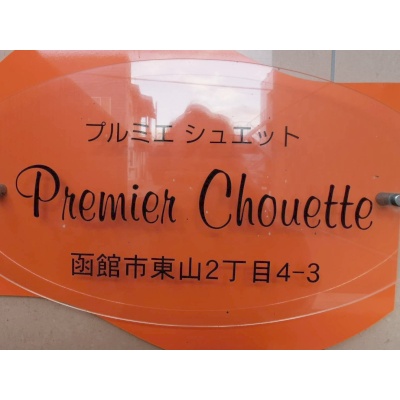 プルミエ シュエット
Premier Chouette
函館市東山2丁目4-3